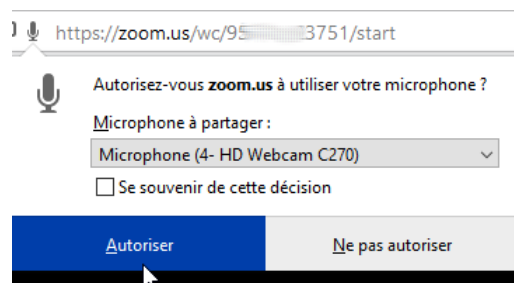 https://zoom.us/wc/95 3751/start
Autorisez-vous zoom.us à utiliser votre microphone ?
Microphone à partager :
Microphone (4- HD Webcam C270)
Se souvenir de cette décision
Autoriser Ne pas autoriser